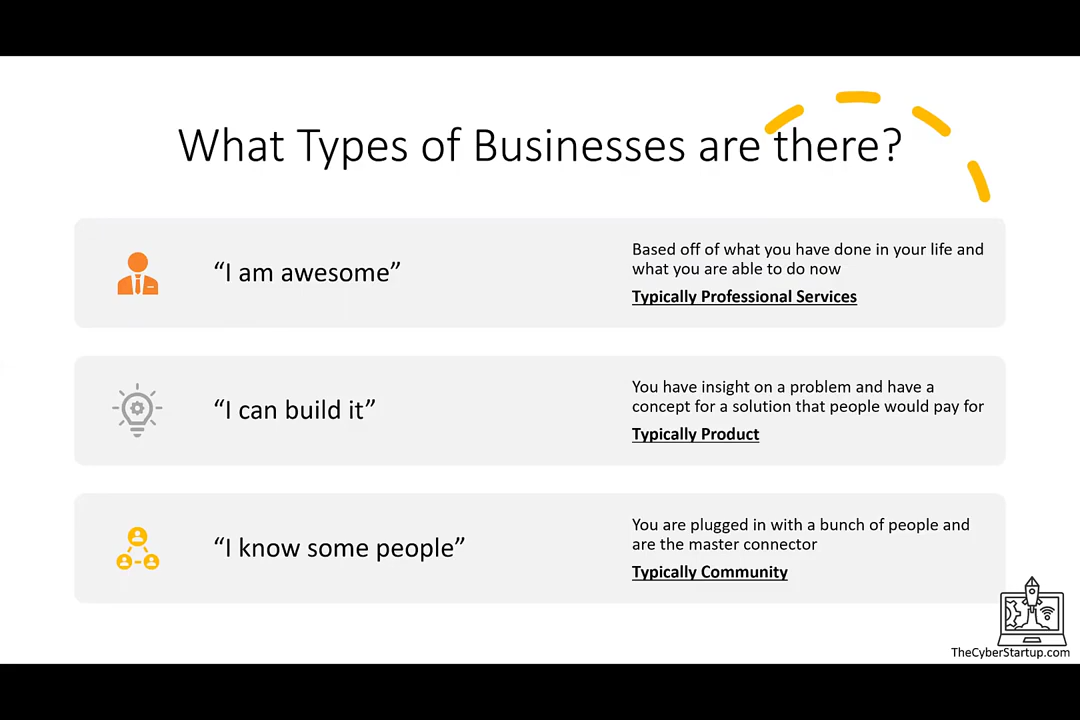 What Types of Businesses are there?
“I am awesome”
Based off of what you have done in your life and
what you are able to do now
Typically Professional Services
“I can build it”
You have insight on a problem and have a
concept for a solution that people would pay for
Typically Product
“I know some people”
You are plugged in with a bunch of people and
are the master connector
Typically Community
TheCyberStartup.com